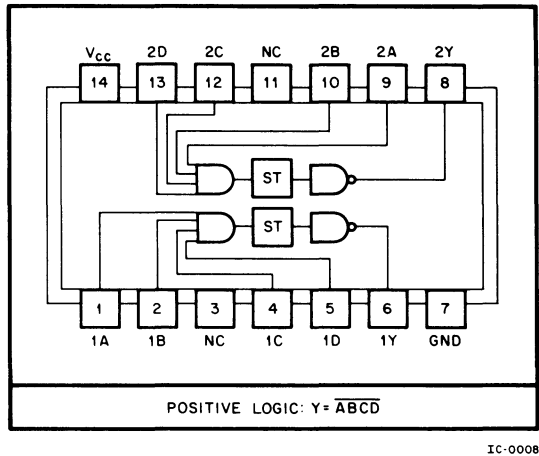 Vcc 2D 2C NC 2B 2A 2Y
14 13 12 11 10 9 8
ST
ST
1 2 3 4 5 6 7
1A 1B NC 1C 1D 1Y GND
POSITIVE LOGIC: Y = A̅B̅C̅D̅
IC-0008